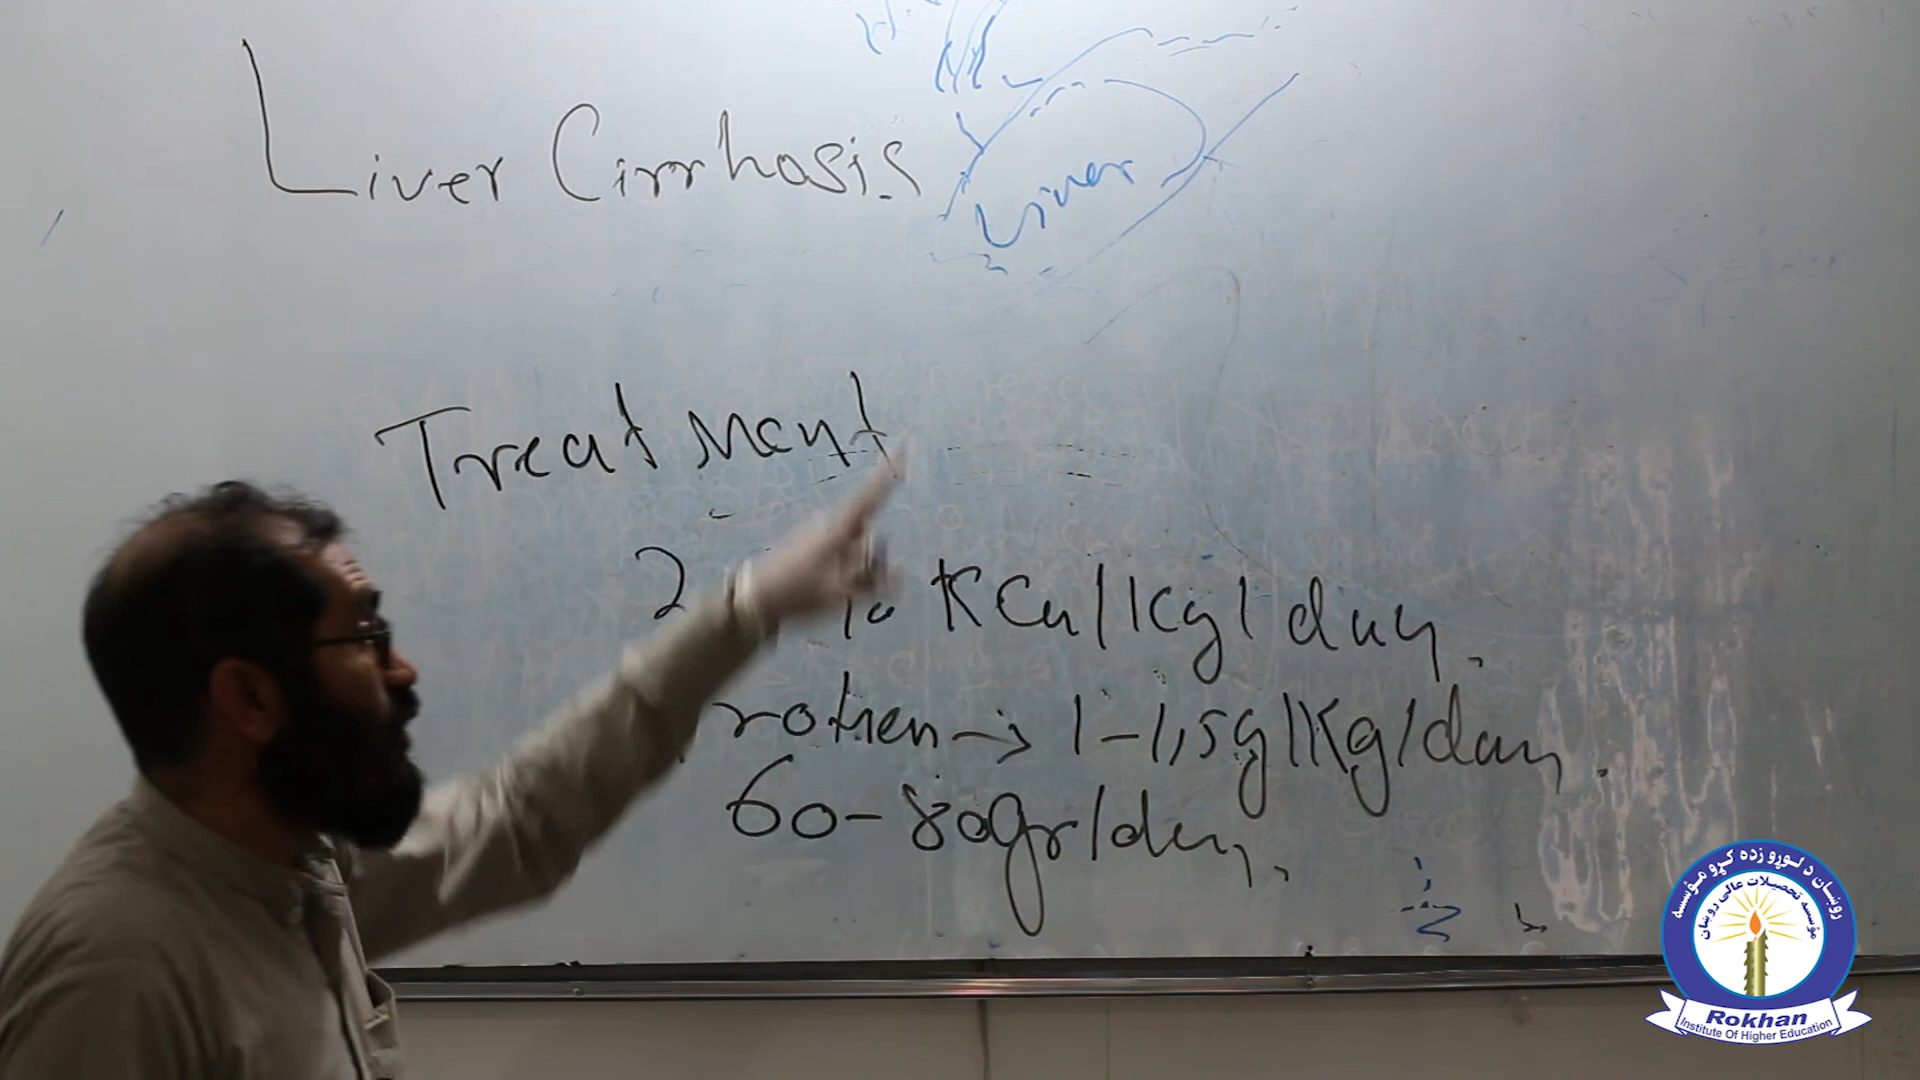 Liver Cirrhosis
Liver
Treatment
KCal/Kg/day.
rotien → 1-1,5g/Kg/day.
60-80gr/day.
روښان د لوړو زده کړو مؤسسه
مؤسسه تحصیلات عالی روښان
Rokhan
Institute Of Higher Education